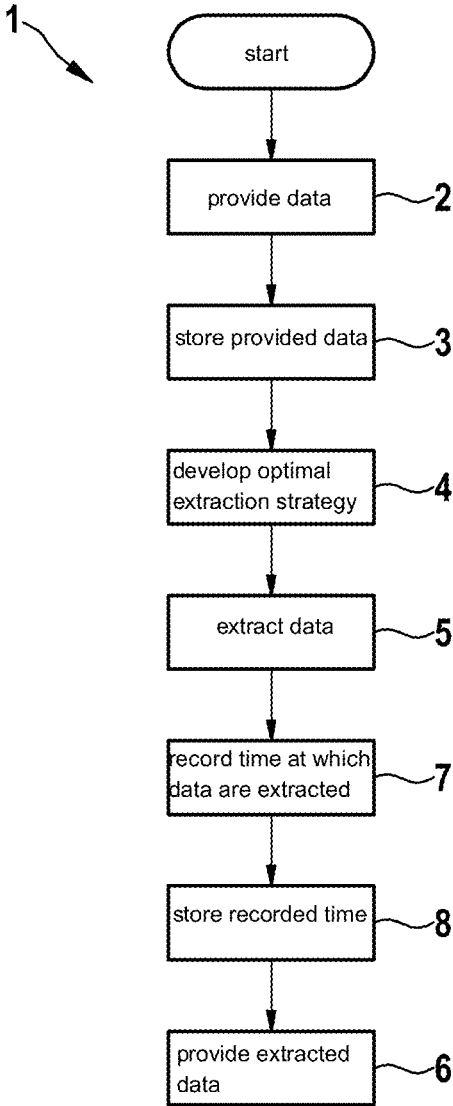 1
start
provide data
2
store provided data
3
develop optimal
extraction strategy
4
extract data
5
record time at which
data are extracted
7
store recorded time
8
provide extracted
data
6